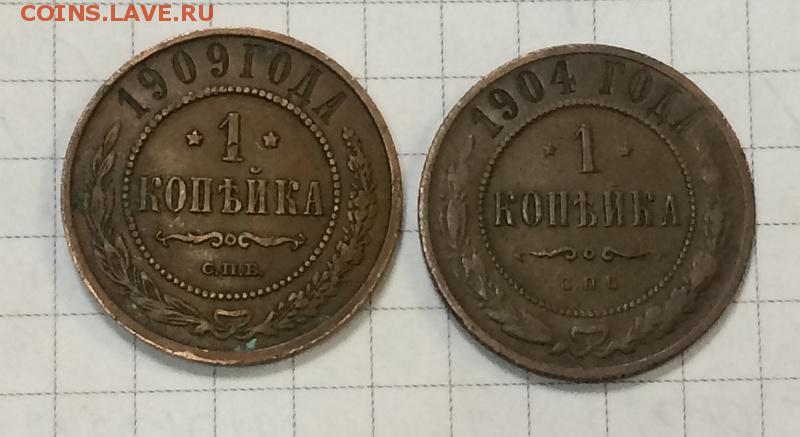 COINS.LAVE.RU
1909 ГОДА
1
КОПѢЙКА
С.П.Б.
1904 ГОДА
1
КОПѢЙКА